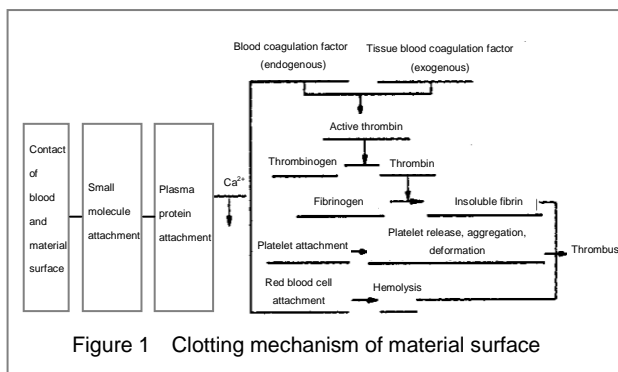 Blood coagulation factor
(endogenous)
Tissue blood coagulation factor
(exogenous)
Active thrombin
Thrombinogen
Thrombin
Contact
of
blood
and
material
surface
Small
molecule
attachment
Plasma
protein
attachment
Ca²⁺
Fibrinogen
Insoluble fibrin
Platelet attachment
Platelet release, aggregation,
deformation
Thrombus
Red blood cell
attachment
Hemolysis
Figure 1 Clotting mechanism of material surface